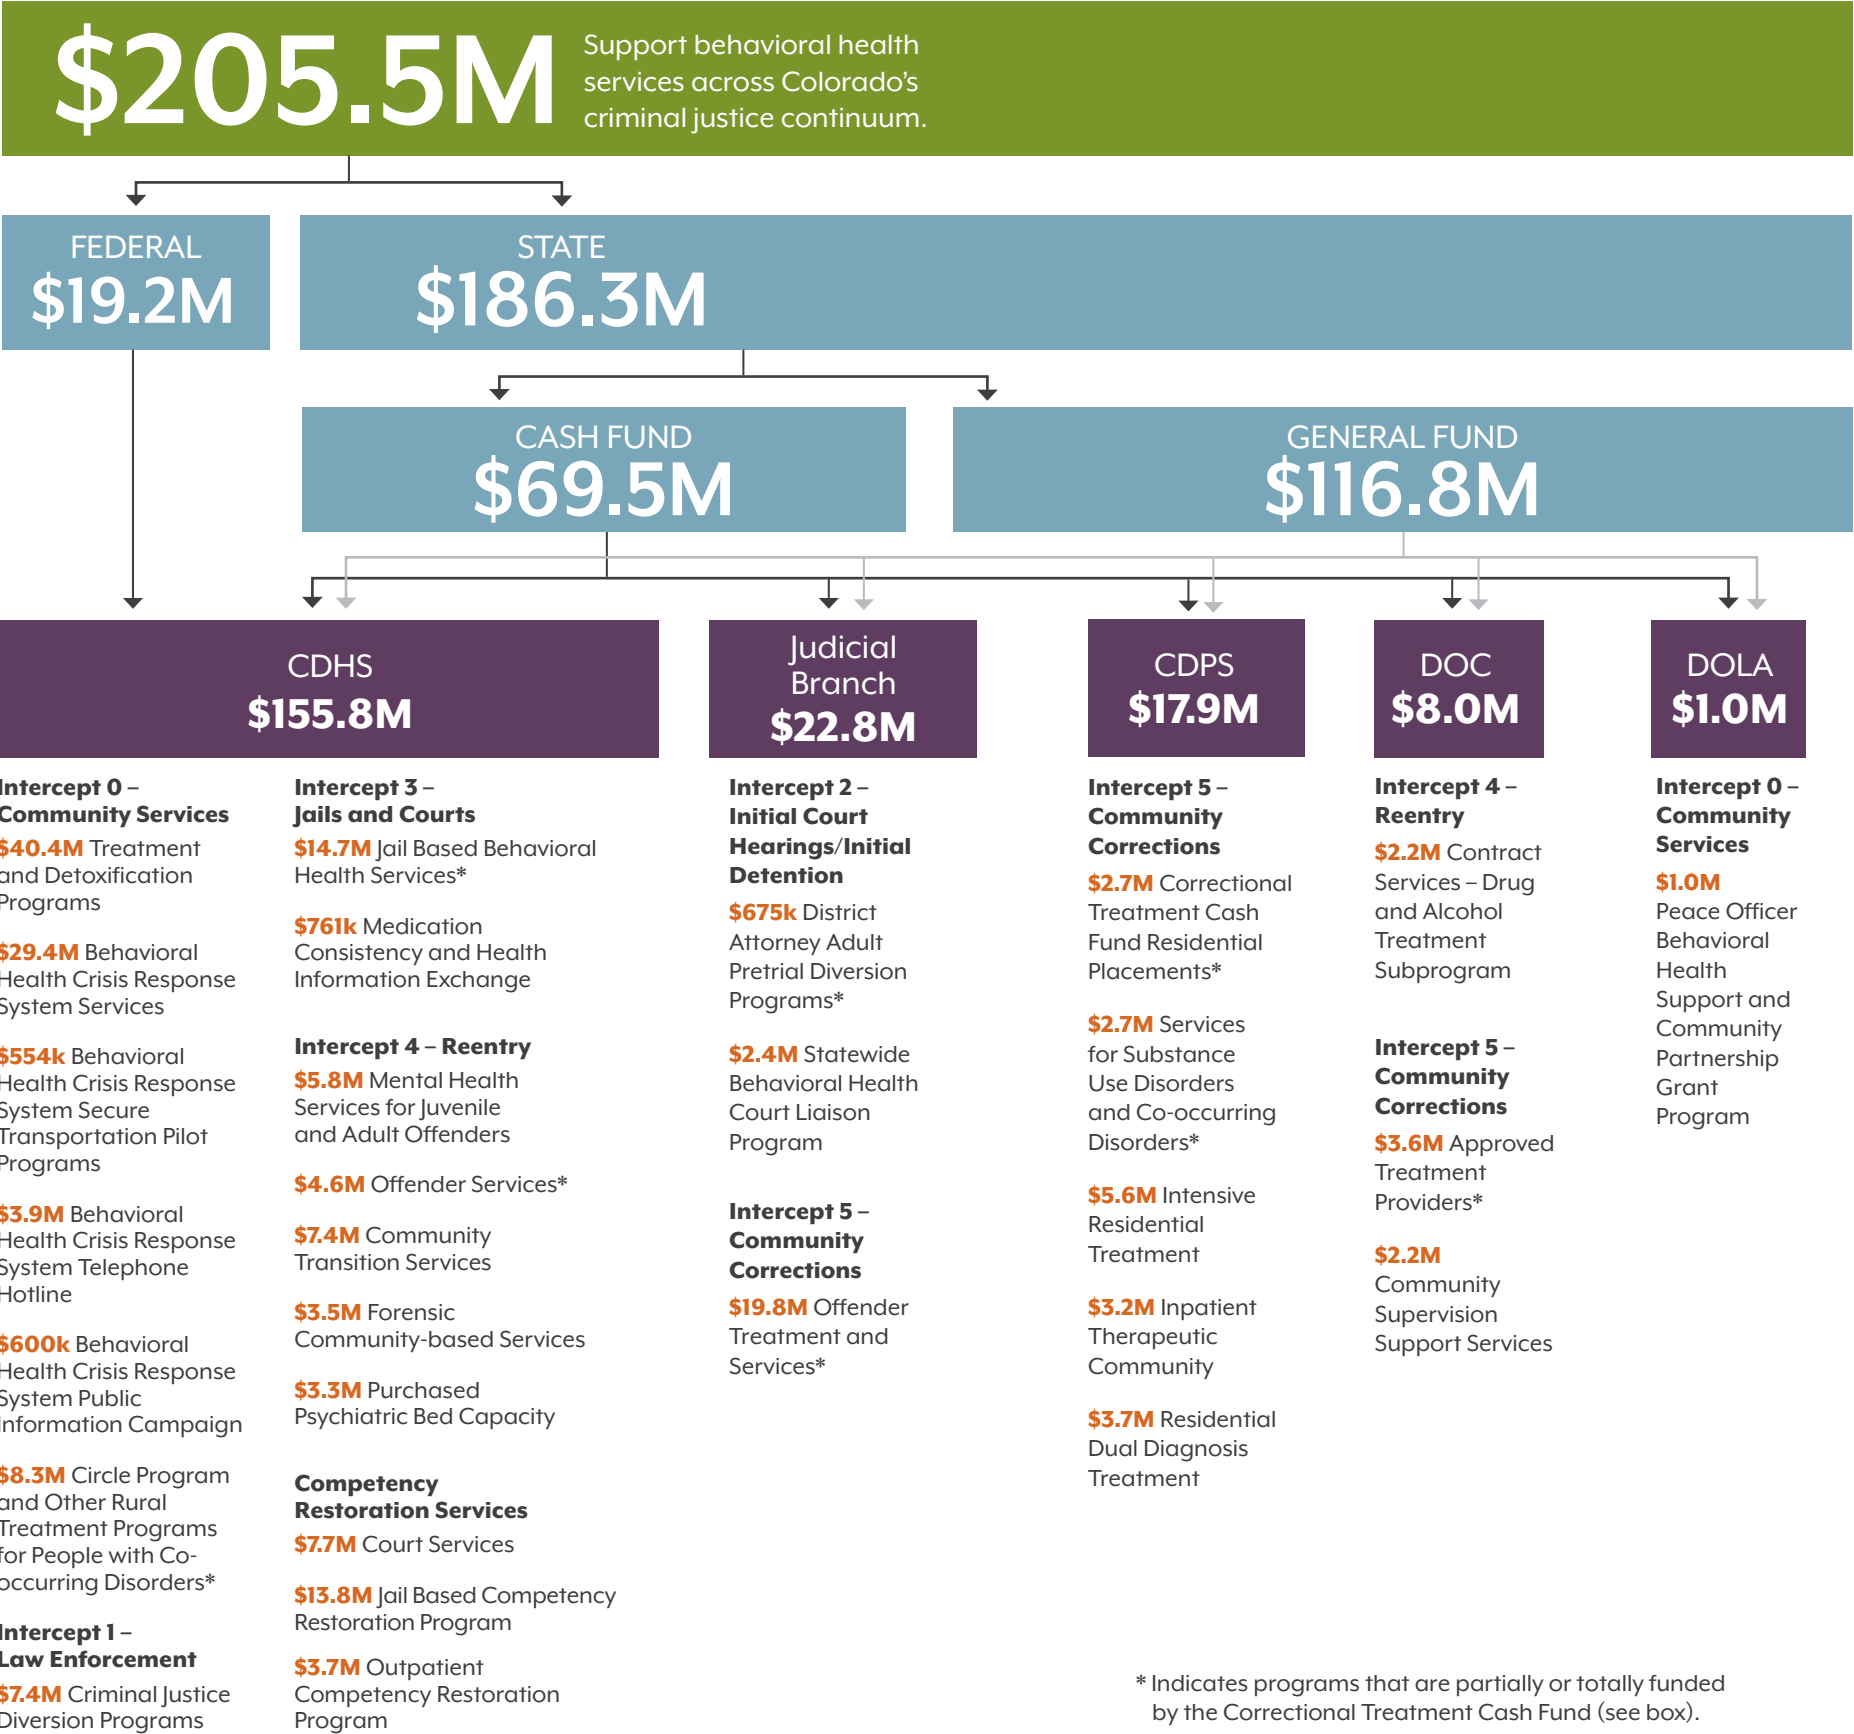 $205.5M
Support behavioral health
services across Colorado's
criminal justice continuum.
FEDERAL
$19.2M
STATE
$186.3M
CASH FUND
$69.5M
GENERAL FUND
$116.8M
CDHS
$155.8M
Judicial
Branch
$22.8M
CDPS
$17.9M
DOC
$8.0M
DOLA
$1.0M
Intercept 0 –
Community Services
$40.4M Treatment
and Detoxification
Programs
$29.4M Behavioral
Health Crisis Response
System Services
$554k Behavioral
Health Crisis Response
System Secure
Transportation Pilot
Programs
$3.9M Behavioral
Health Crisis Response
System Telephone
Hotline
$600k Behavioral
Health Crisis Response
System Public
Information Campaign
$8.3M Circle Program
and Other Rural
Treatment Programs
for People with Co-
occurring Disorders*
Intercept 1 –
Law Enforcement
$7.4M Criminal Justice
Diversion Programs
Intercept 3 –
Jails and Courts
$14.7M Jail Based Behavioral
Health Services*
$761k Medication
Consistency and Health
Information Exchange
Intercept 4 – Reentry
$5.8M Mental Health
Services for Juvenile
and Adult Offenders
$4.6M Offender Services*
$7.4M Community
Transition Services
$3.5M Forensic
Community-based Services
$3.3M Purchased
Psychiatric Bed Capacity
Competency
Restoration Services
$7.7M Court Services
$13.8M Jail Based Competency
Restoration Program
$3.7M Outpatient
Competency Restoration
Program
Intercept 2 –
Initial Court
Hearings/Initial
Detention
$675k District
Attorney Adult
Pretrial Diversion
Programs*
$2.4M Statewide
Behavioral Health
Court Liaison
Program
Intercept 5 –
Community
Corrections
$19.8M Offender
Treatment and
Services*
Intercept 5 –
Community
Corrections
$2.7M Correctional
Treatment Cash
Fund Residential
Placements*
$2.7M Services
for Substance
Use Disorders
and Co-occurring
Disorders*
$5.6M Intensive
Residential
Treatment
$3.2M Inpatient
Therapeutic
Community
$3.7M Residential
Dual Diagnosis
Treatment
Intercept 4 –
Reentry
$2.2M Contract
Services – Drug
and Alcohol
Treatment
Subprogram
Intercept 5 –
Community
Corrections
$3.6M Approved
Treatment
Providers*
$2.2M
Community
Supervision
Support Services
Intercept 0 –
Community
Services
$1.0M
Peace Officer
Behavioral
Health
Support and
Community
Partnership
Grant
Program
* Indicates programs that are partially or totally funded
by the Correctional Treatment Cash Fund (see box).